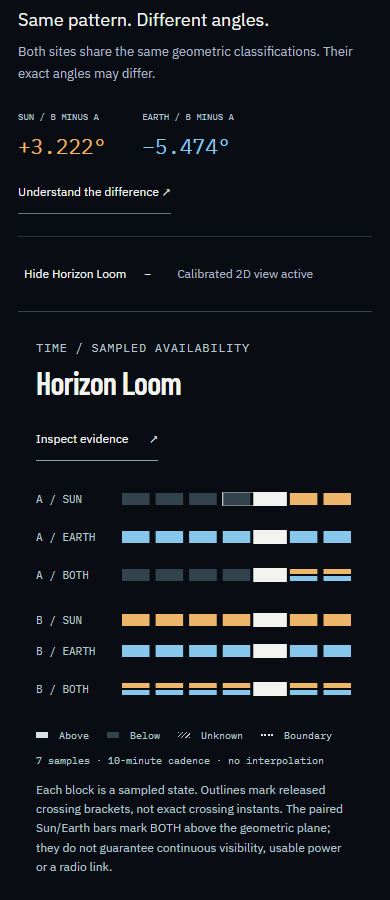 Same pattern. Different angles.
Both sites share the same geometric classifications. Their
exact angles may differ.
SUN / B MINUS A
EARTH / B MINUS A
+3.222°
−5.474°
Understand the difference ↗
Hide Horizon Loom –
Calibrated 2D view active
TIME / SAMPLED AVAILABILITY
Horizon Loom
Inspect evidence ↗
A / SUN
A / EARTH
A / BOTH
B / SUN
B / EARTH
B / BOTH
Above Below Unknown Boundary
7 samples · 10-minute cadence · no interpolation
Each block is a sampled state. Outlines mark released
crossing brackets, not exact crossing instants. The paired
Sun/Earth bars mark BOTH above the geometric plane;
they do not guarantee continuous visibility, usable power
or a radio link.